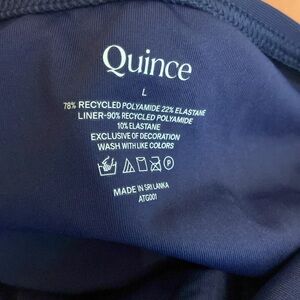 Quince
L
78% RECYCLED POLYAMIDE 22% ELASTANE
LINER-90% RECYCLED POLYAMIDE
10% ELASTANE
EXCLUSIVE OF DECORATION
WASH WITH LIKE COLORS
P
MADE IN SRI LANKA
ATG001